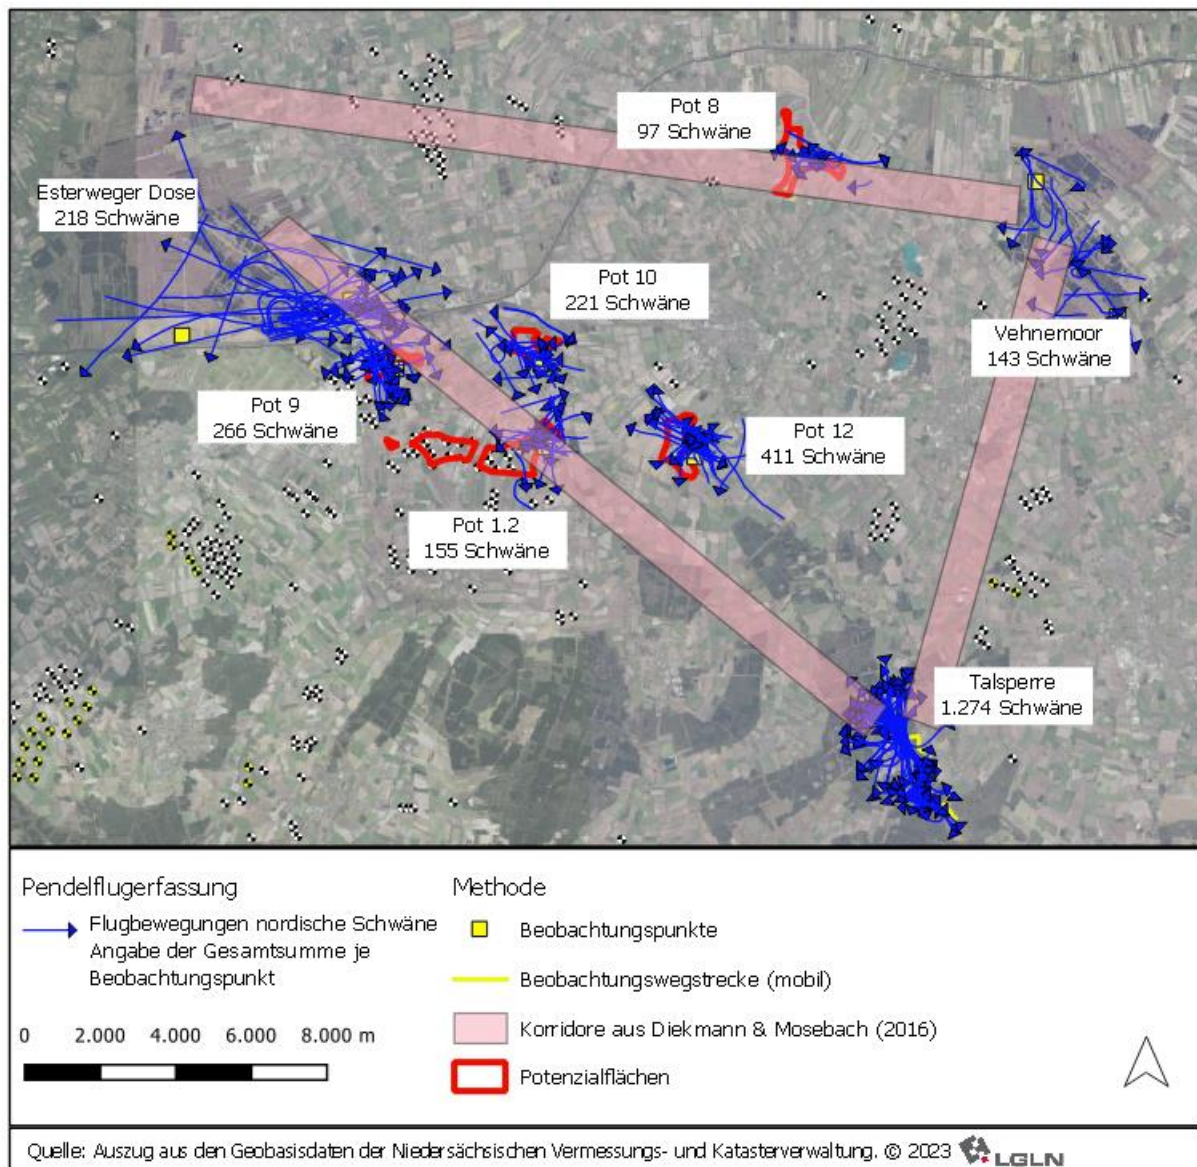 Pot 8
97 Schwäne
Esterweger Dose
218 Schwäne
Pot 10
221 Schwäne
Vehnemoor
143 Schwäne
Pot 9
266 Schwäne
Pot 12
411 Schwäne
Pot 1.2
155 Schwäne
Talsperre
1.274 Schwäne
Pendelflugerfassung
Flugbewegungen nordische Schwäne
Angabe der Gesamtsumme je
Beobachtungspunkt
0 2.000 4.000 6.000 8.000 m
Methode
Beobachtungspunkte
Beobachtungswegstrecke (mobil)
Korridore aus Diekmann & Mosebach (2016)
Potenzialflächen
Quelle: Auszug aus den Geobasisdaten der Niedersächsischen Vermessungs- und Katasterverwaltung. © 2023 LGLN